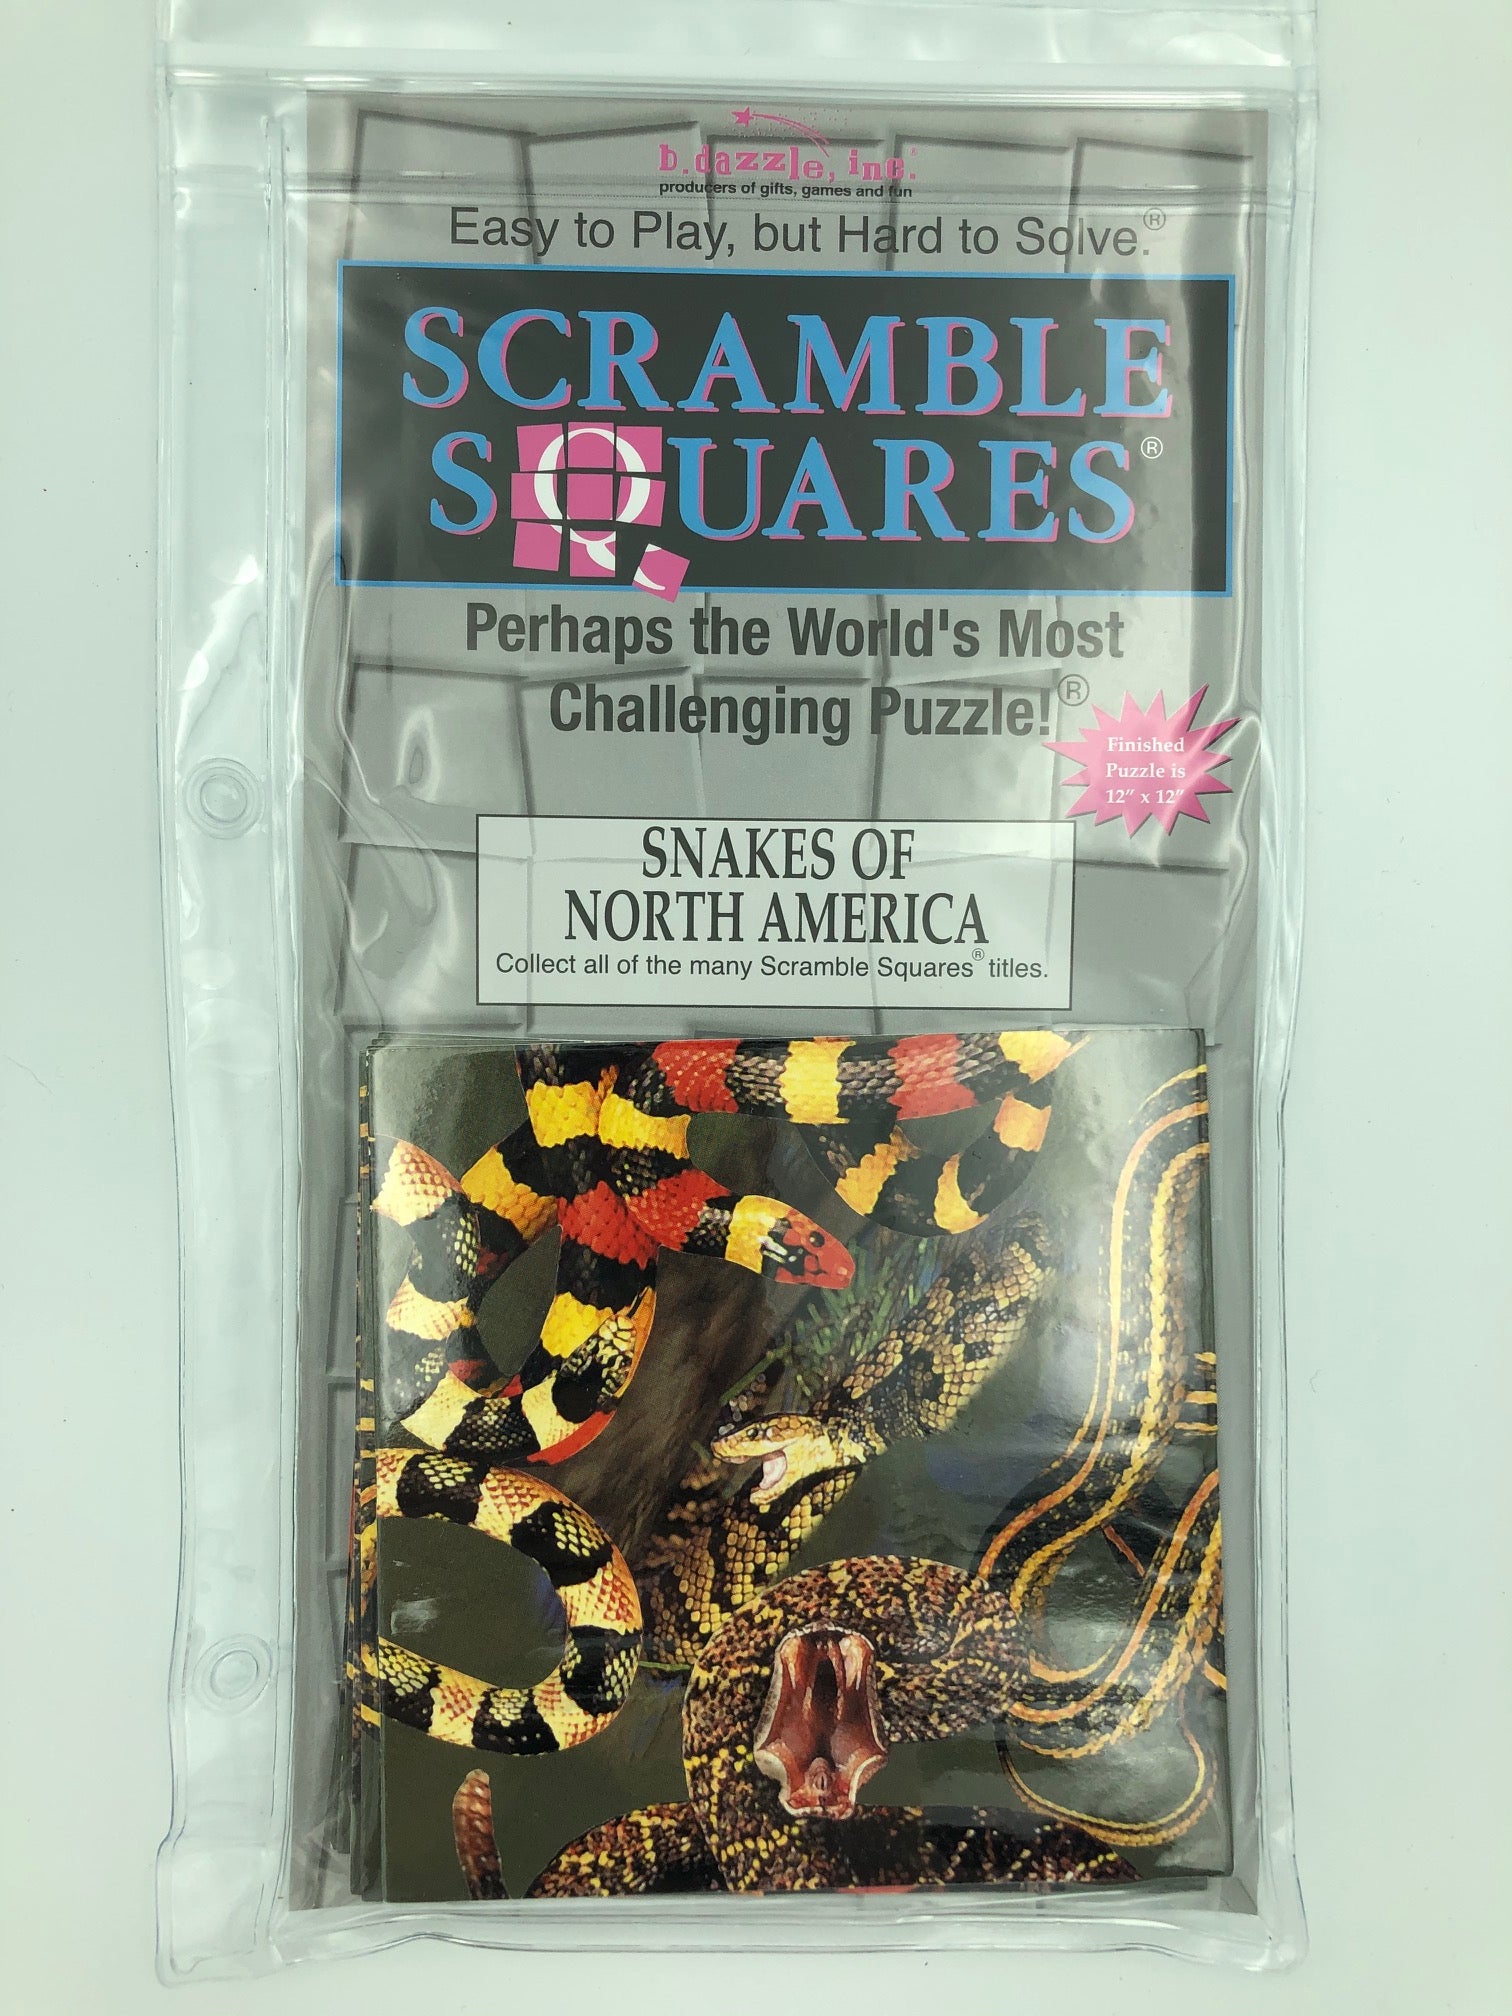 b.dazzle, inc.®
producers of gifts, games and fun
Easy to Play, but Hard to Solve.®
SCRAMBLE
SQUARES®
Perhaps the World's Most
Challenging Puzzle!®
Finished
Puzzle is
12" x 12"
SNAKES OF
NORTH AMERICA
Collect all of the many Scramble Squares® titles.